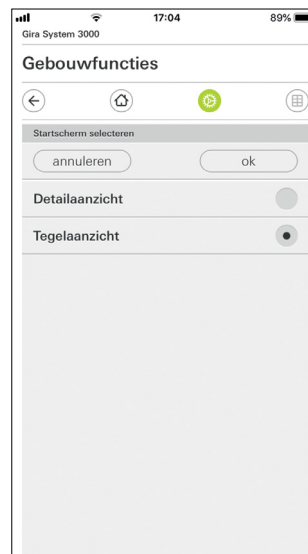 17:04 89%
Gira System 3000
Gebouwfuncties
Startscherm selecteren
annuleren ok
Detailaanzicht
Tegelaanzicht